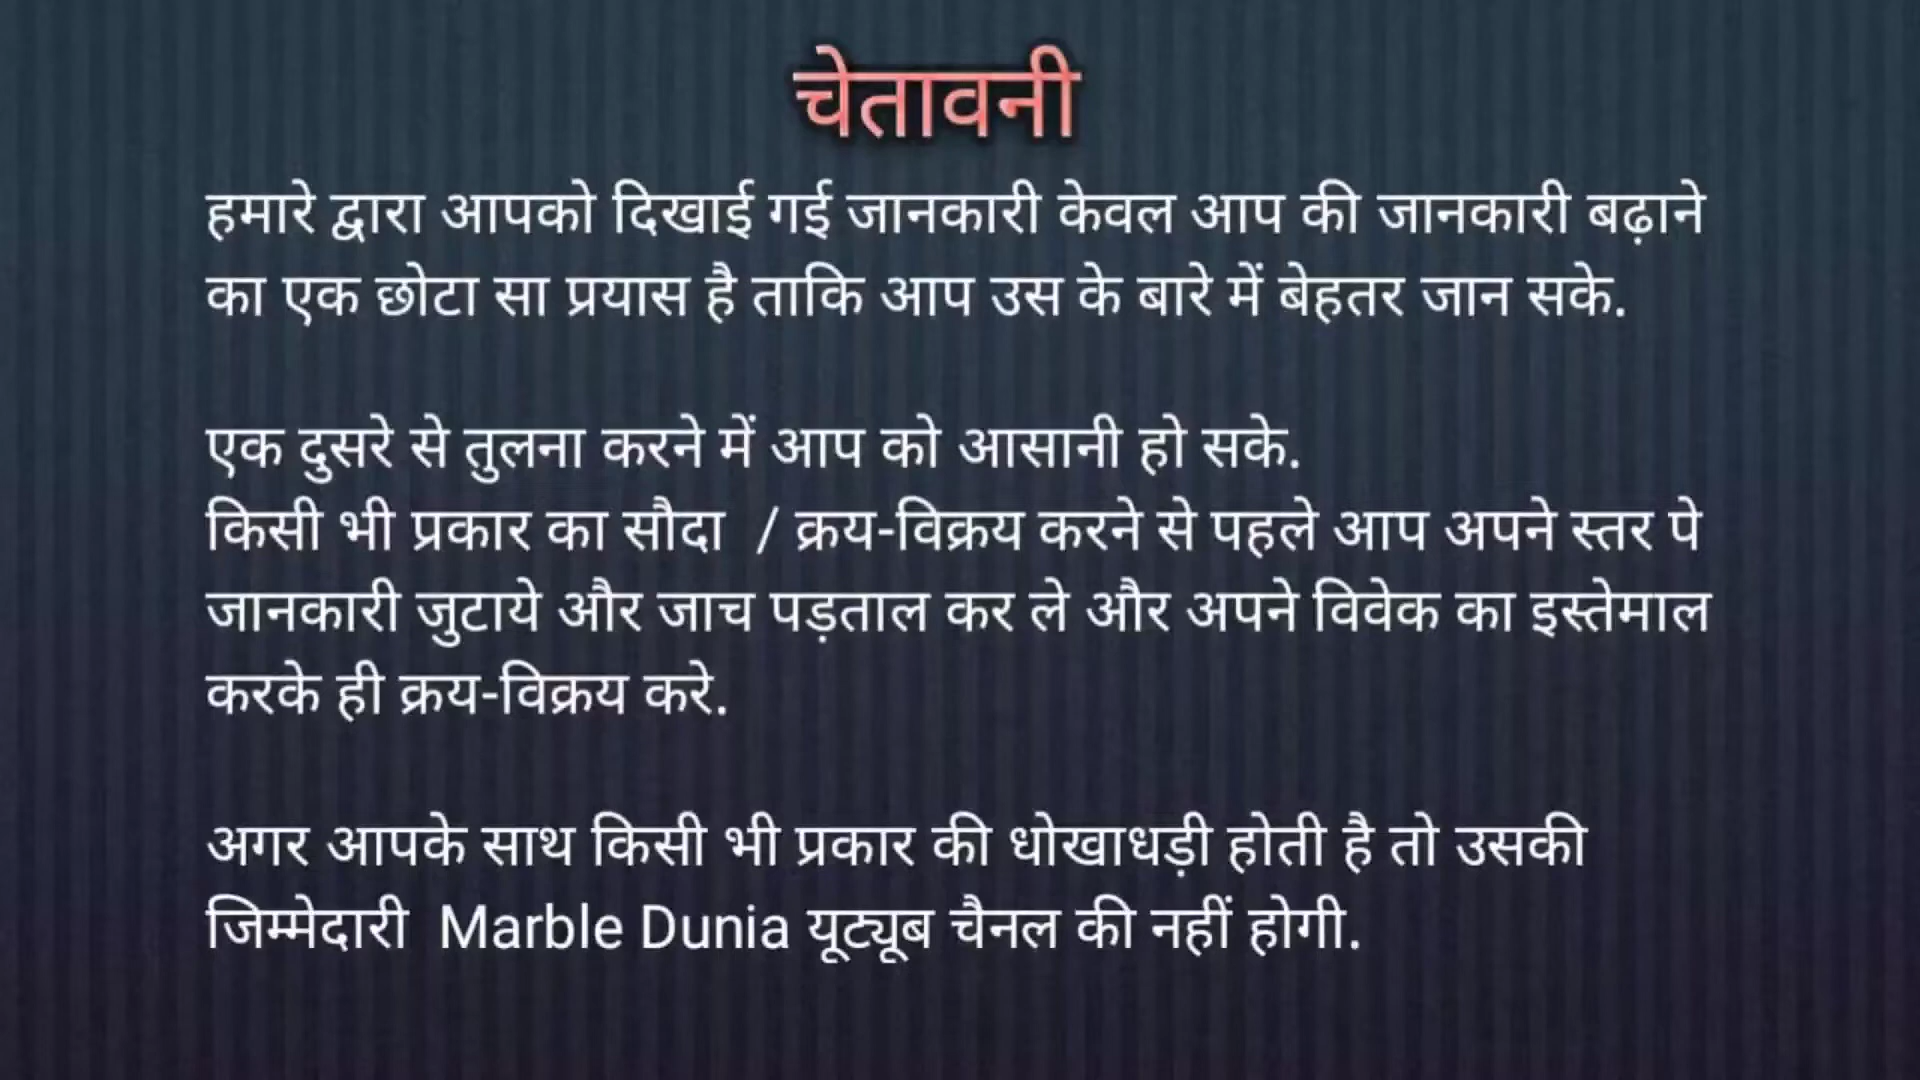 चेतावनी
हमारे द्वारा आपको दिखाई गई जानकारी केवल आप की जानकारी बढ़ाने
का एक छोटा सा प्रयास है ताकि आप उस के बारे में बेहतर जान सके.
एक दुसरे से तुलना करने में आप को आसानी हो सके.
किसी भी प्रकार का सौदा / क्रय-विक्रय करने से पहले आप अपने स्तर पे
जानकारी जुटाये और जाच पड़ताल कर ले और अपने विवेक का इस्तेमाल
करके ही क्रय-विक्रय करे.
अगर आपके साथ किसी भी प्रकार की धोखाधड़ी होती है तो उसकी
जिम्मेदारी Marble Dunia यूट्यूब चैनल की नहीं होगी.